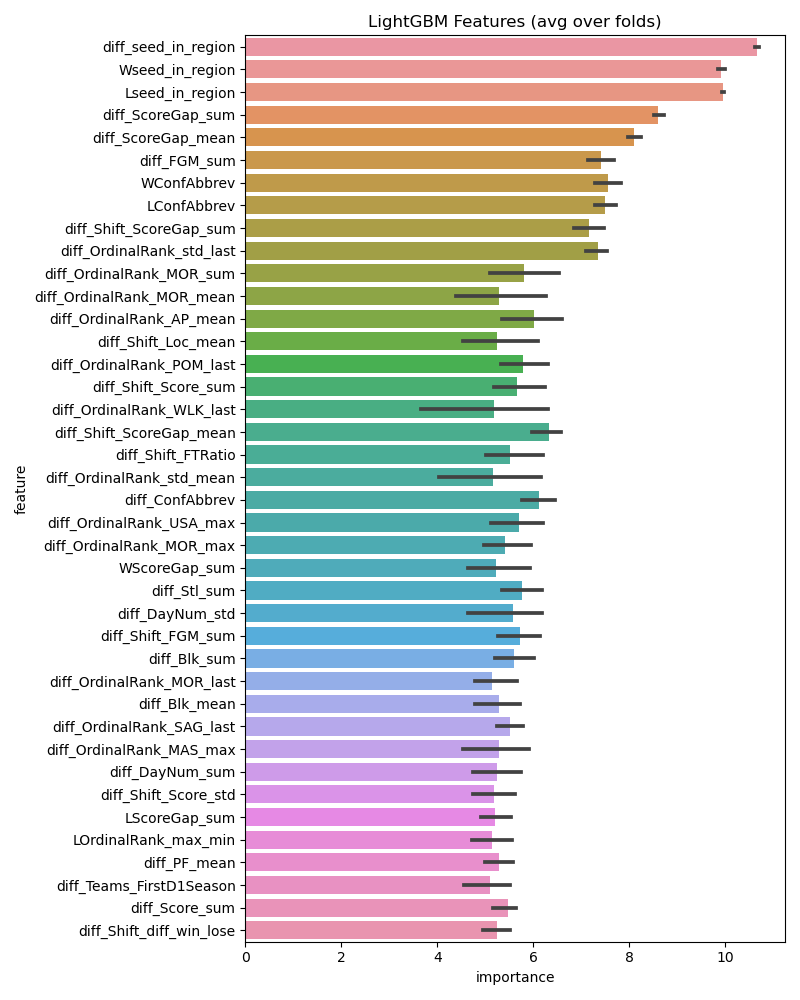 LightGBM Features (avg over folds)
diff_seed_in_region
Wseed_in_region
Lseed_in_region
diff_ScoreGap_sum
diff_ScoreGap_mean
diff_FGM_sum
WConfAbbrev
LConfAbbrev
diff_Shift_ScoreGap_sum
diff_OrdinalRank_std_last
diff_OrdinalRank_MOR_sum
diff_OrdinalRank_MOR_mean
diff_OrdinalRank_AP_mean
diff_Shift_Loc_mean
diff_OrdinalRank_POM_last
diff_Shift_Score_sum
diff_OrdinalRank_WLK_last
diff_Shift_ScoreGap_mean
diff_Shift_FTRatio
diff_OrdinalRank_std_mean
diff_ConfAbbrev
diff_OrdinalRank_USA_max
diff_OrdinalRank_MOR_max
WScoreGap_sum
diff_Stl_sum
diff_DayNum_std
diff_Shift_FGM_sum
diff_Blk_sum
diff_OrdinalRank_MOR_last
diff_Blk_mean
diff_OrdinalRank_SAG_last
diff_OrdinalRank_MAS_max
diff_DayNum_sum
diff_Shift_Score_std
LScoreGap_sum
LOrdinalRank_max_min
diff_PF_mean
diff_Teams_FirstD1Season
diff_Score_sum
diff_Shift_diff_win_lose
feature
0 2 4 6 8 10
importance